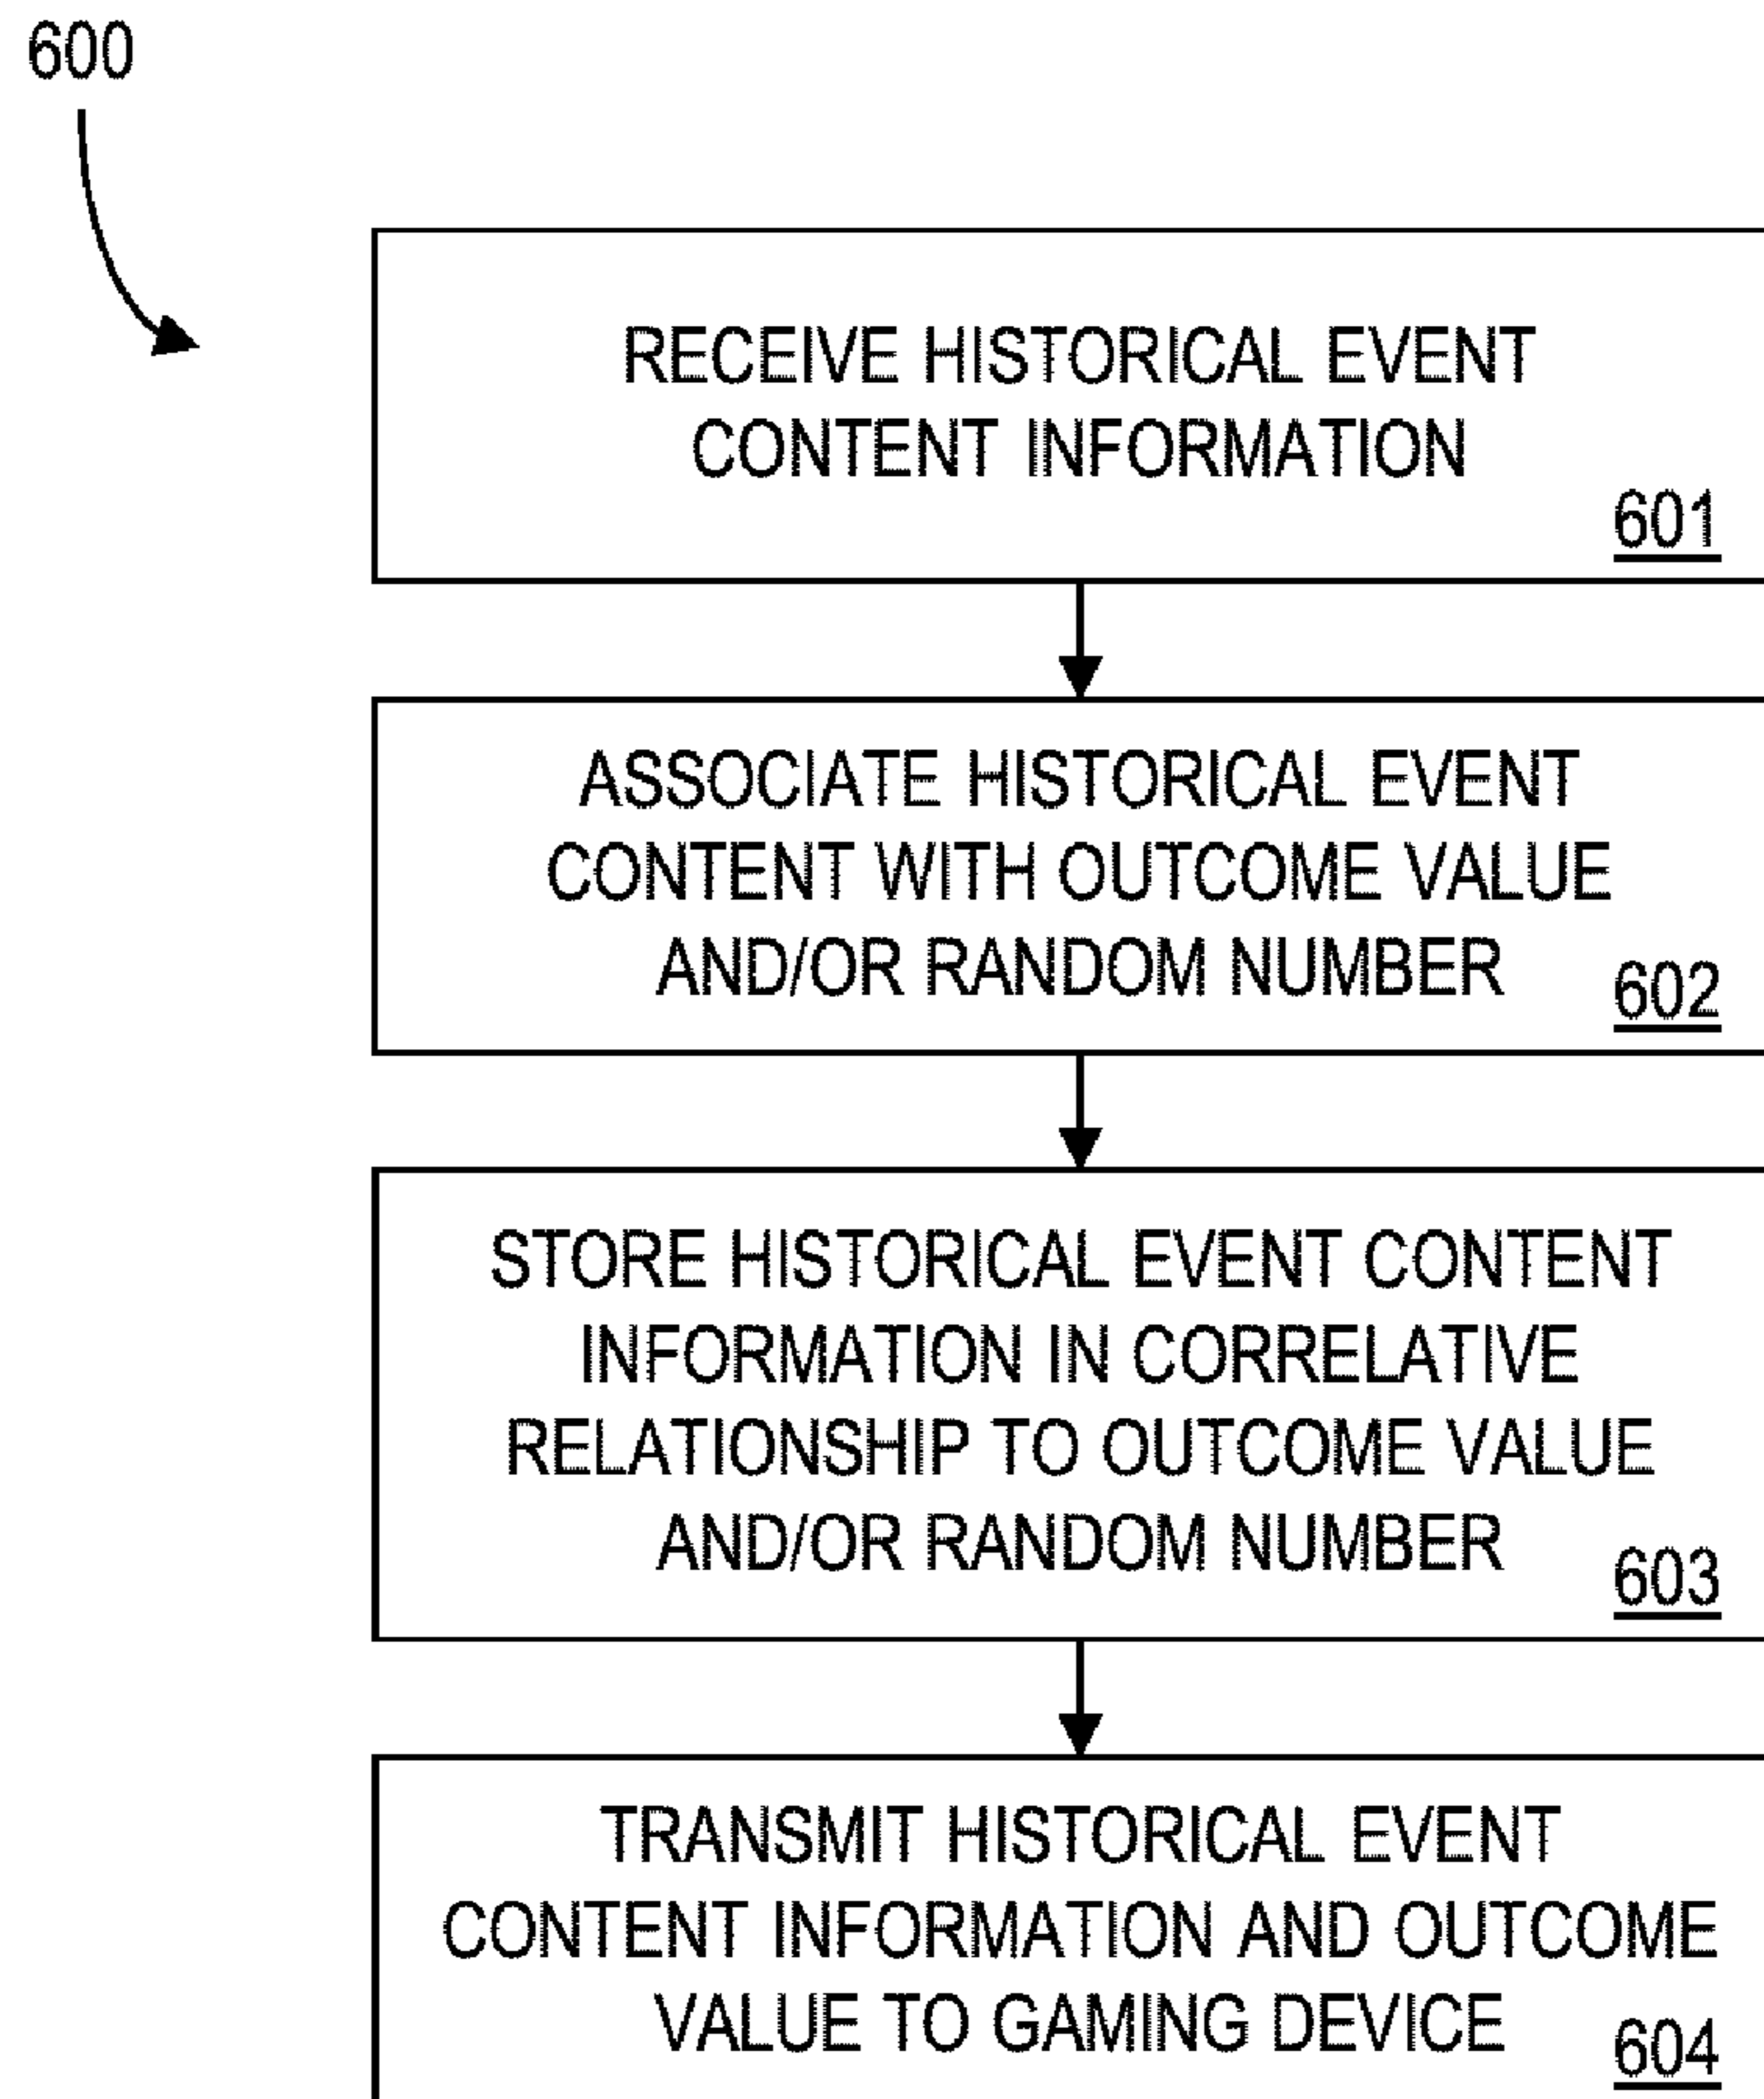 600
RECEIVE HISTORICAL EVENT
CONTENT INFORMATION
601
ASSOCIATE HISTORICAL EVENT
CONTENT WITH OUTCOME VALUE
AND/OR RANDOM NUMBER
602
STORE HISTORICAL EVENT CONTENT
INFORMATION IN CORRELATIVE
RELATIONSHIP TO OUTCOME VALUE
AND/OR RANDOM NUMBER
603
TRANSMIT HISTORICAL EVENT
CONTENT INFORMATION AND OUTCOME
VALUE TO GAMING DEVICE
604